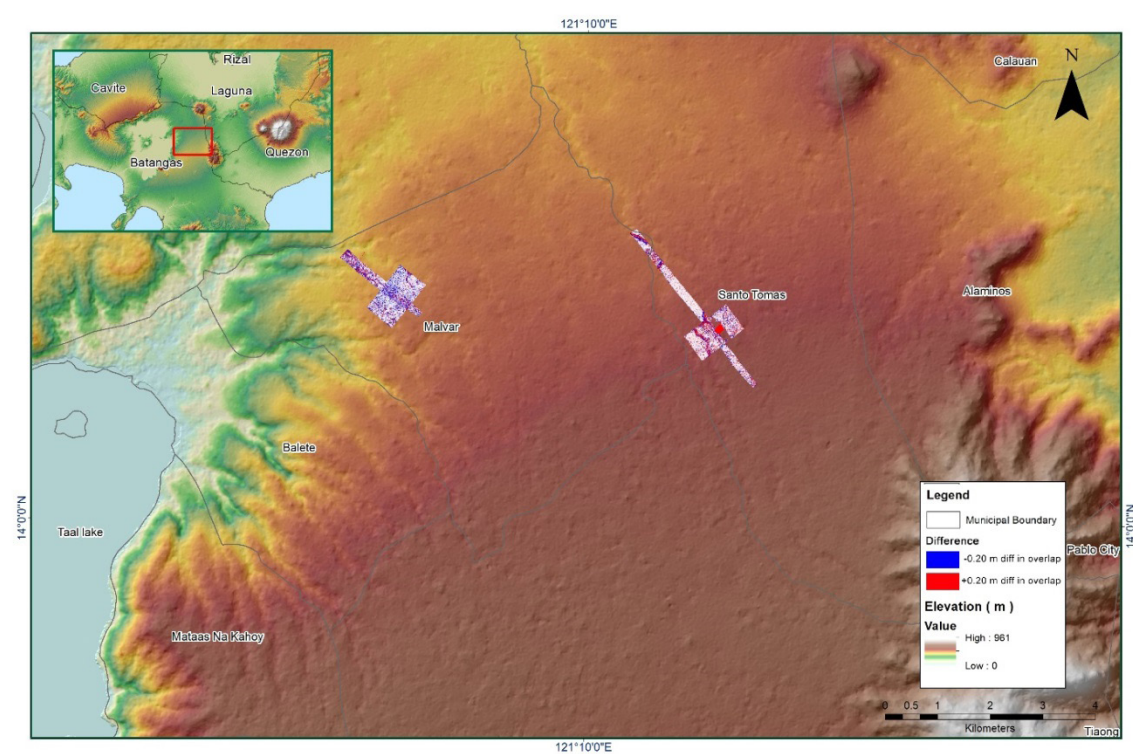 121°10'0"E
Rizal
Cavite
Laguna
Quezon
Batangas
N
Calauan
Santo Tomas
Alaminos
Malvar
Balete
14°0'0"N
Taal lake
Mataas Na Kahoy
Legend
Municipal Boundary
Difference
-0.20 m diff in overlap
+0.20 m diff in overlap
Elevation ( m )
Value
High : 961
Low : 0
Pablo City
14°0'0"N
0 0.5 1 2 3 4
Kilometers
Tiaong
121°10'0"E